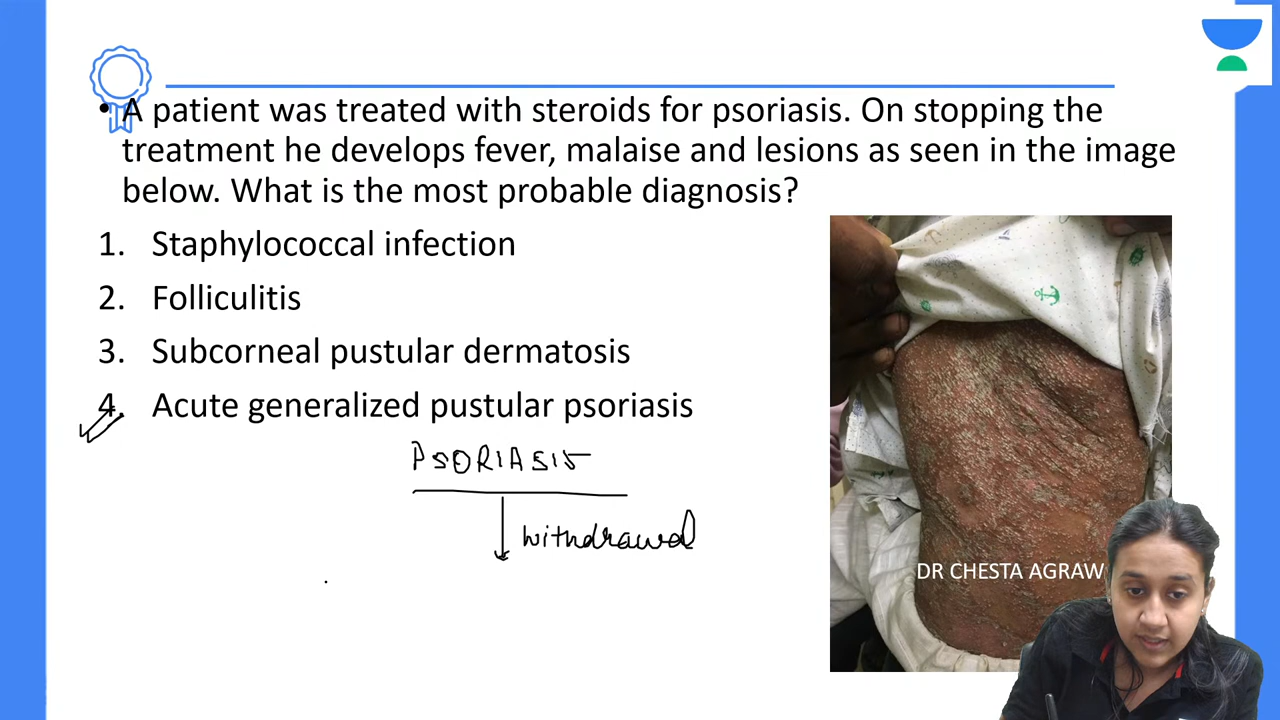 • A patient was treated with steroids for psoriasis. On stopping the
treatment he develops fever, malaise and lesions as seen in the image
below. What is the most probable diagnosis?
1. Staphylococcal infection
2. Folliculitis
3. Subcorneal pustular dermatosis
4. Acute generalized pustular psoriasis
PSORIASIS
withdrawal
DR CHESTA AGRAW